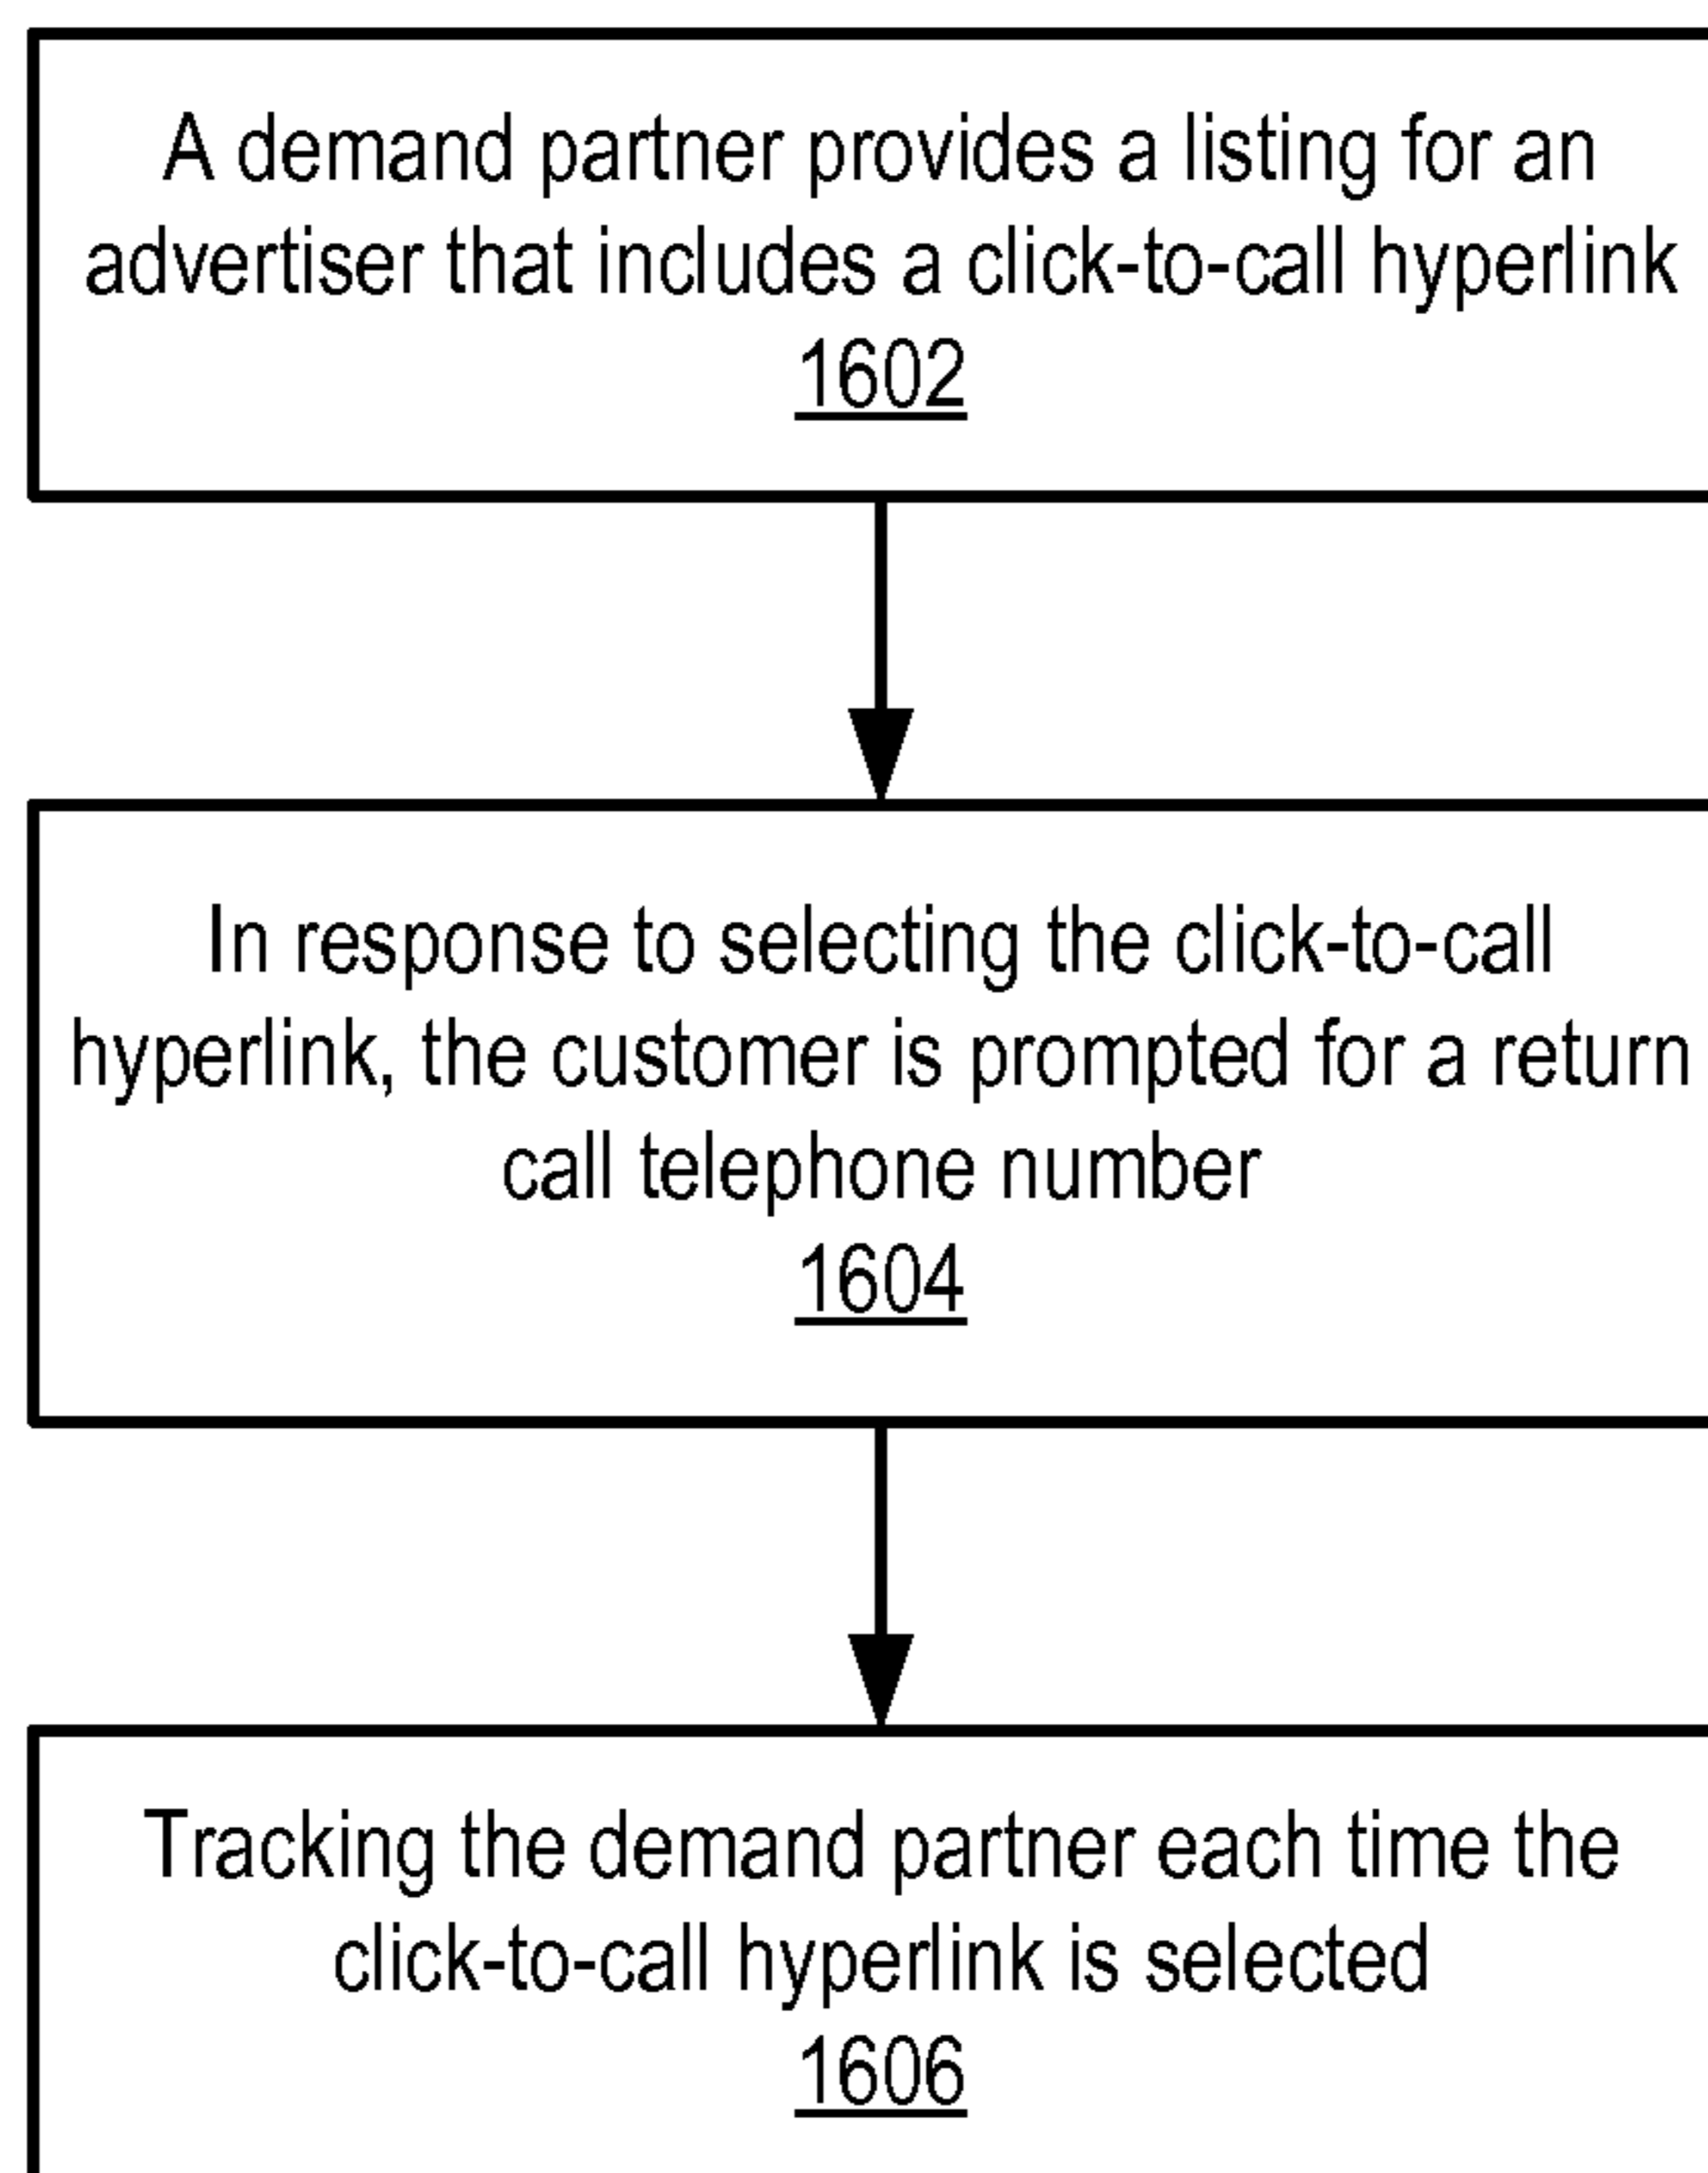 A demand partner provides a listing for an
advertiser that includes a click-to-call hyperlink
1602
In response to selecting the click-to-call
hyperlink, the customer is prompted for a return
call telephone number
1604
Tracking the demand partner each time the
click-to-call hyperlink is selected
1606